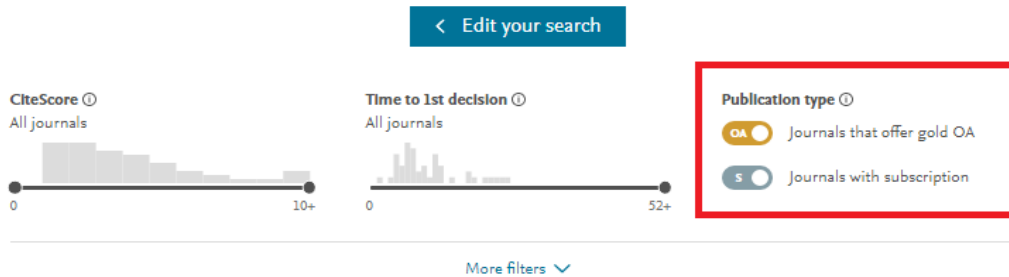 Edit your search
CiteScore
All journals
0
10+
Time to 1st decision
All journals
0
52+
Publication type
OA Journals that offer gold OA
S Journals with subscription
More filters